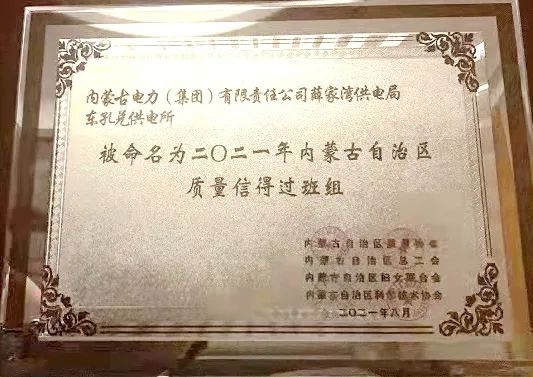 内蒙古电力（集团）有限责任公司薛家湾供电局
东孔兑供电所
被命名为二〇二一年内蒙古自治区
质量信得过班组
内蒙古自治区质量协会
内蒙古自治区总工会
内蒙古自治区妇女联合会
内蒙古自治区科学技术协会
二〇二一年八月